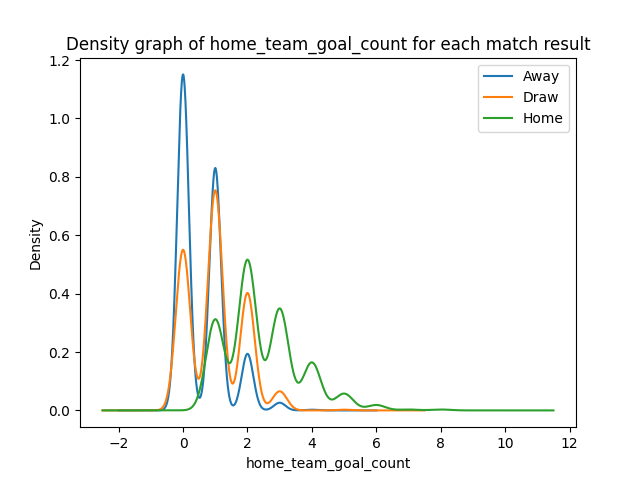 Density graph of home_team_goal_count for each match result
Away
Draw
Home
Density
1.2
1.0
0.8
0.6
0.4
0.2
0.0
−2 0 2 4 6 8 10 12
home_team_goal_count